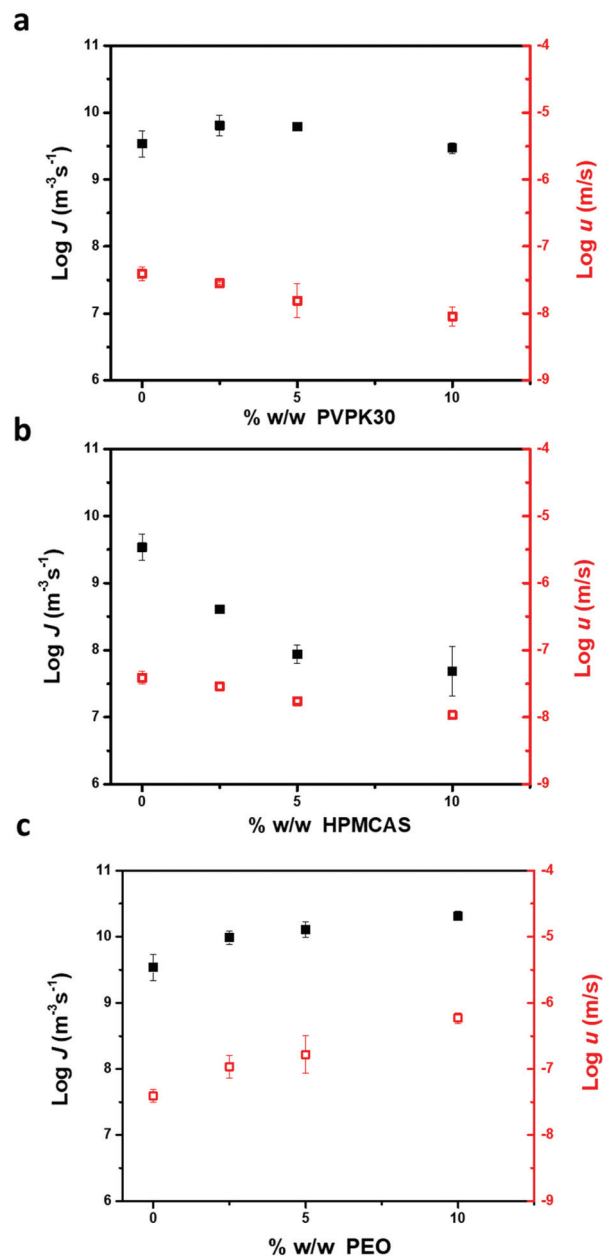 a
11
10
9
8
7
6
-4
-5
-6
-7
-8
-9
Log J (m⁻³s⁻¹)
Log u (m/s)
0 5 10
% w/w PVPK30
b
11
10
9
8
7
6
-4
-5
-6
-7
-8
-9
Log J (m⁻³s⁻¹)
Log u (m/s)
0 5 10
% w/w HPMCAS
c
11
10
9
8
7
6
-4
-5
-6
-7
-8
-9
Log J (m⁻³s⁻¹)
Log u (m/s)
0 5 10
% w/w PEO